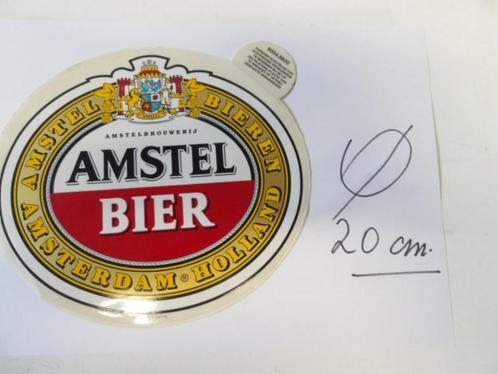 AMSTEL BIEREN
AMSTELBROUWERIJ
AMSTEL
BIER
AMSTERDAM ® HOLLAND
Ø
20 cm.